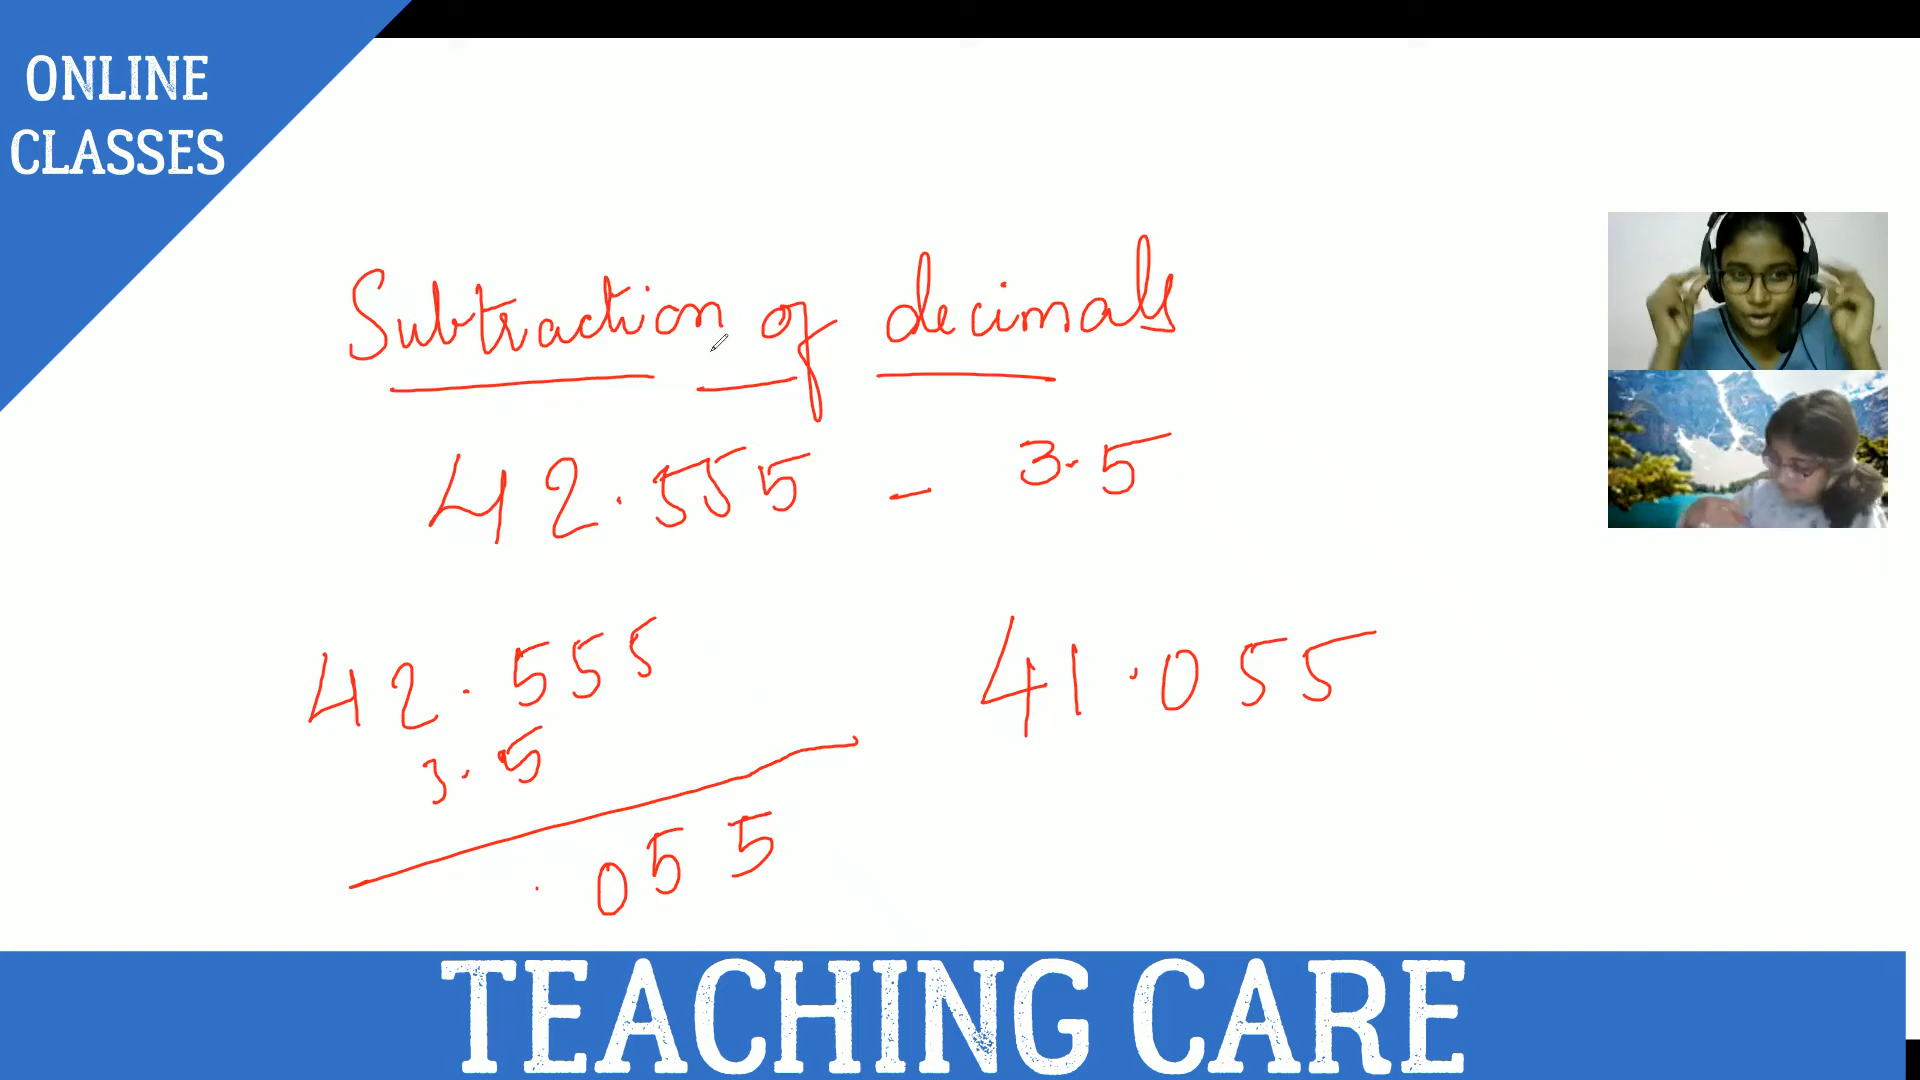 ONLINE
CLASSES
Subtraction of decimals
42.555 - 3.5
42.555
3.5
.055
41.055
TEACHING CARE